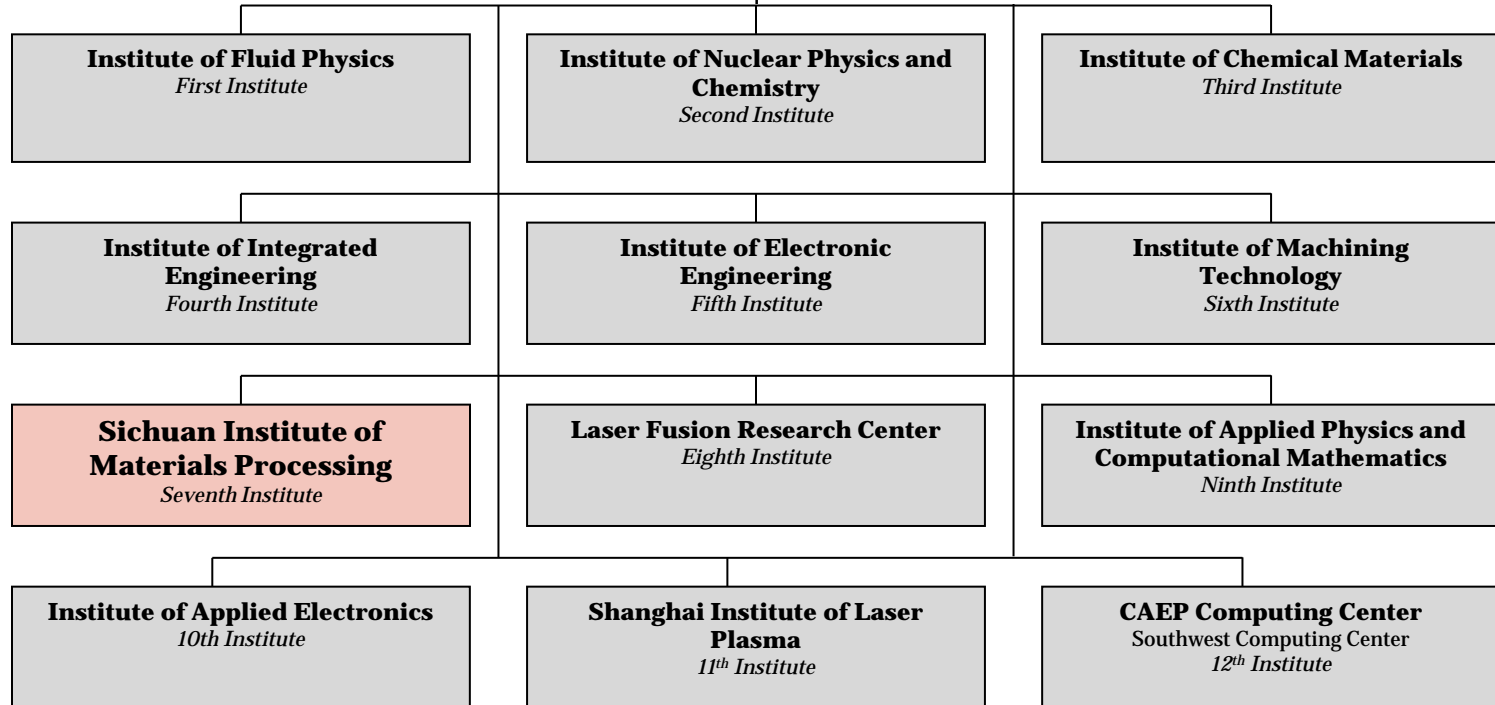 Institute of Fluid Physics
First Institute
Institute of Nuclear Physics and
Chemistry
Second Institute
Institute of Chemical Materials
Third Institute
Institute of Integrated
Engineering
Fourth Institute
Institute of Electronic
Engineering
Fifth Institute
Institute of Machining
Technology
Sixth Institute
Sichuan Institute of
Materials Processing
Seventh Institute
Laser Fusion Research Center
Eighth Institute
Institute of Applied Physics and
Computational Mathematics
Ninth Institute
Institute of Applied Electronics
10th Institute
Shanghai Institute of Laser
Plasma
11th Institute
CAEP Computing Center
Southwest Computing Center
12th Institute